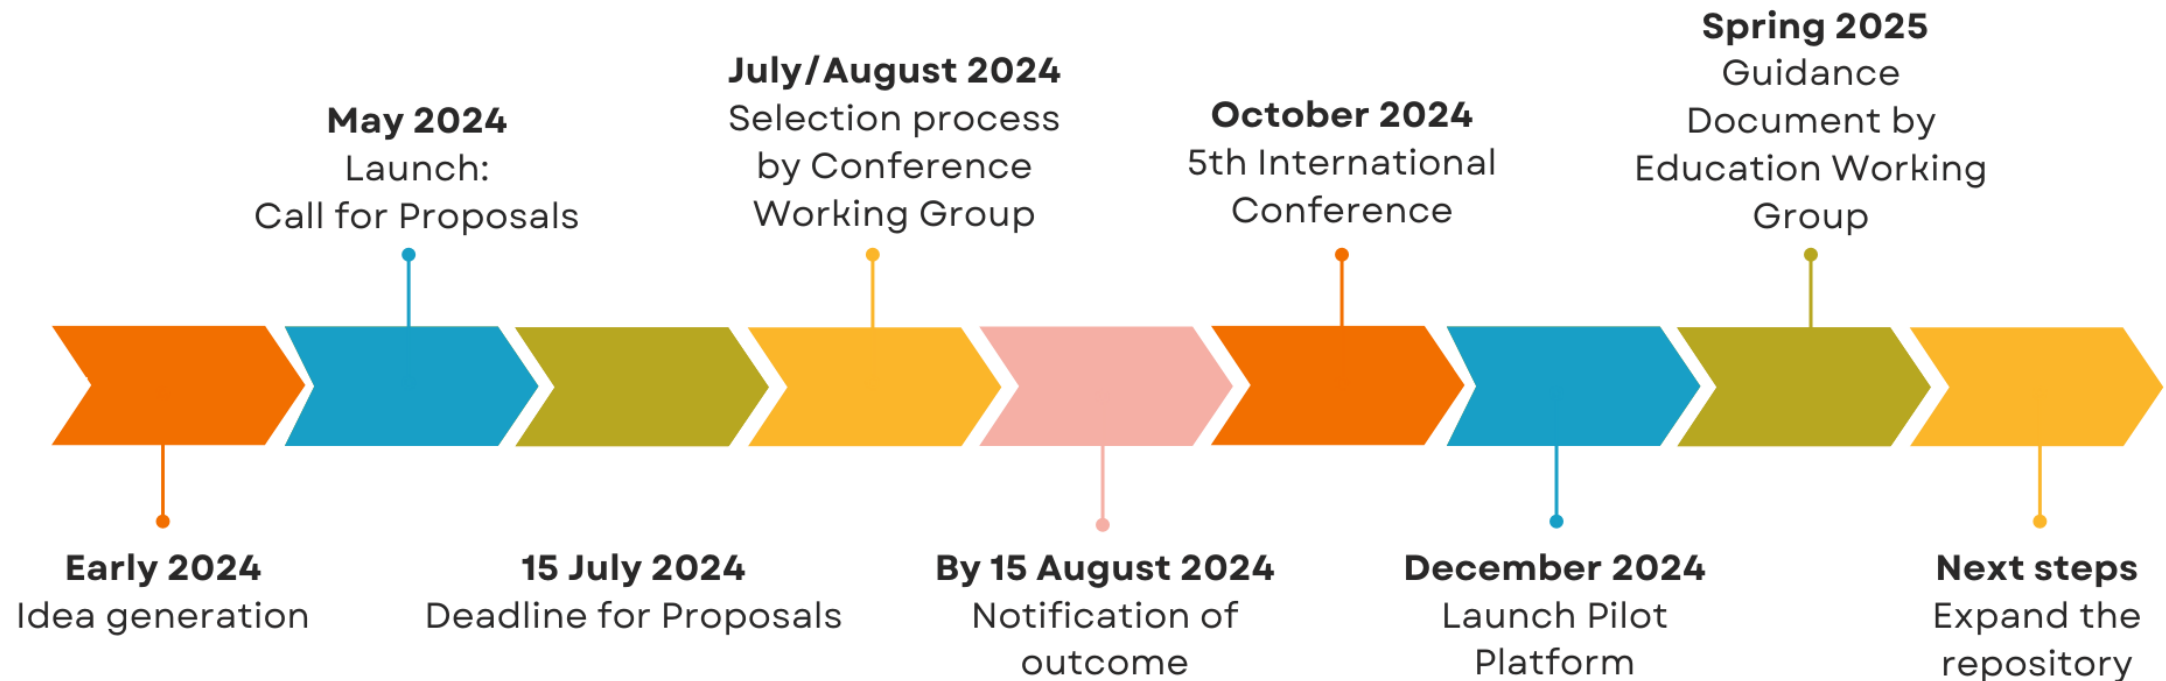 Early 2024
Idea generation
May 2024
Launch:
Call for Proposals
15 July 2024
Deadline for Proposals
July/August 2024
Selection process
by Conference
Working Group
By 15 August 2024
Notification of
outcome
October 2024
5th International
Conference
December 2024
Launch Pilot
Platform
Spring 2025
Guidance
Document by
Education Working
Group
Next steps
Expand the
repository